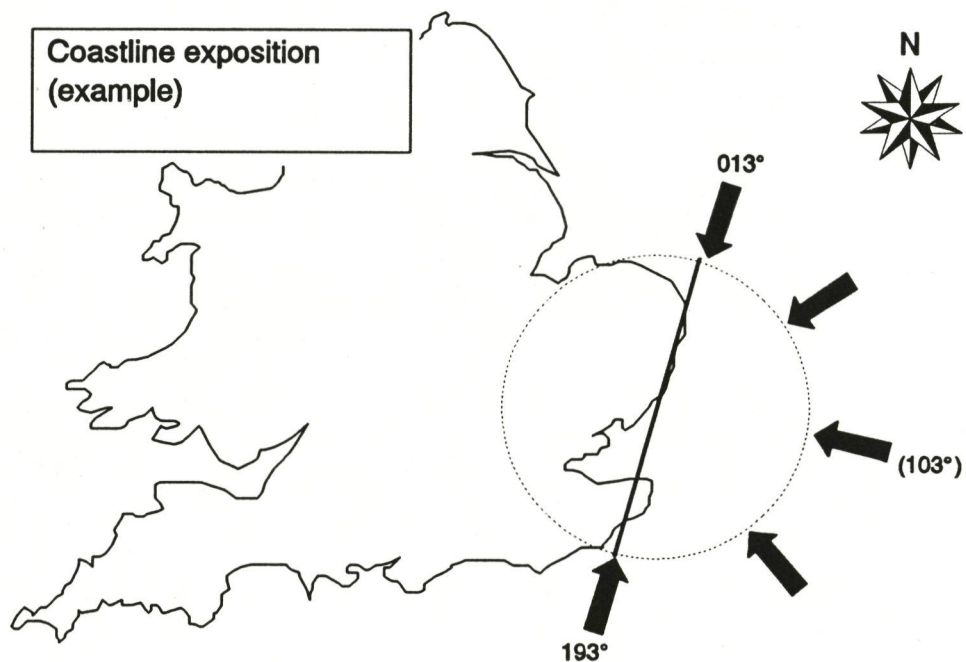 Coastline exposition
(example)
N
013°
(103°)
193°